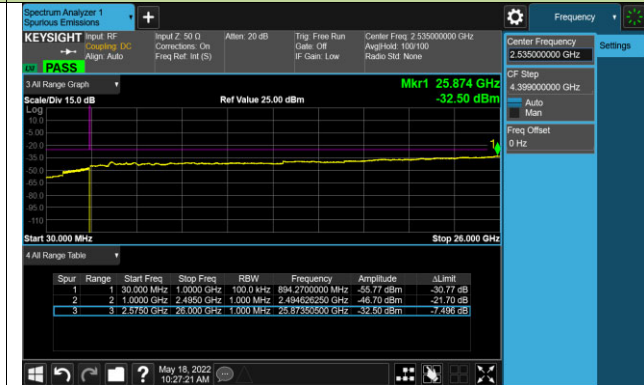 Spectrum Analyzer 1
Spurious Emissions
+
Frequency
KEYSIGHT Input: RF Input Z: 50 Ω Atten: 20 dB Trig: Free Run Center Freq: 2.535000000 GHz
Coupling: DC Corrections: On Gate: Off Avg|Hold: 100/100
Align: Auto Freq Ref: Int (S) IF Gain: Low Radio Std: None
PASS
Center Frequency
2.535000000 GHz
Settings
CF Step
4.399000000 GHz
Auto
Man
Freq Offset
0 Hz
3 All Range Graph
Mkr1 25.874 GHz
Scale/Div 15.0 dB Ref Value 25.00 dBm -32.50 dBm
Log
10.0
-5.00
-20.0
-35.0
-50.0
-65.0
-80.0
-95.0
-110
1
Start 30.000 MHz Stop 26.000 GHz
4 All Range Table
Spur Range Start Freq Stop Freq RBW Frequency Amplitude ΔLimit
1 1 30.000 MHz 1.0000 GHz 100.0 kHz 894.2700000 MHz -55.77 dBm -30.77 dB
2 2 1.0000 GHz 2.4950 GHz 1.000 MHz 2.494626250 GHz -46.70 dBm -21.70 dB
3 3 2.5750 GHz 26.000 GHz 1.000 MHz 25.87350500 GHz -32.50 dBm -7.496 dB
?
May 18, 2022
10:27:21 AM